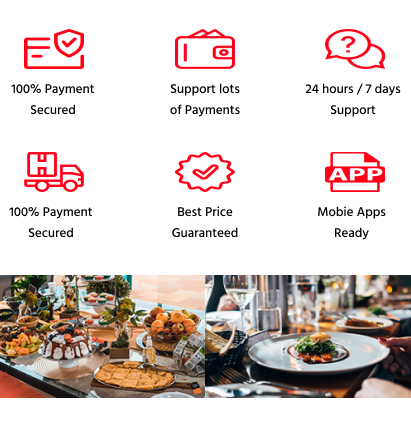 100% Payment
Secured
Support lots
of Payments
24 hours / 7 days
Support
100% Payment
Secured
Best Price
Guaranteed
APP
Mobie Apps
Ready